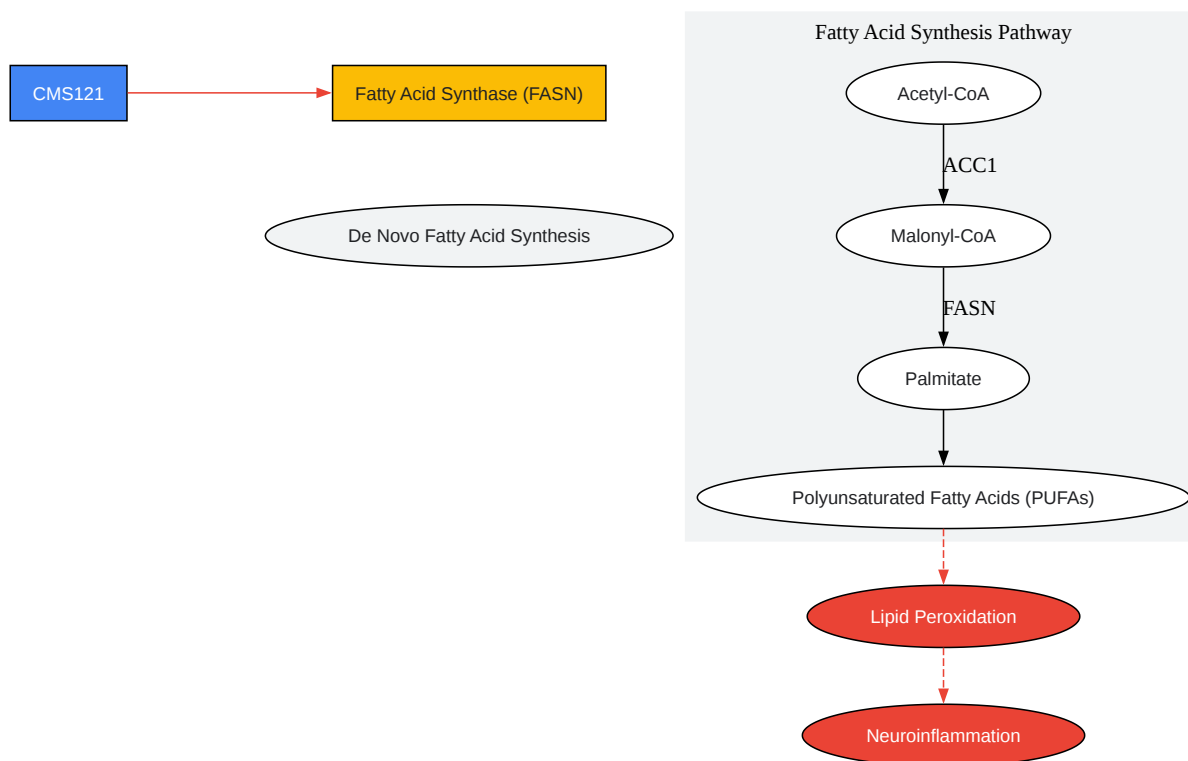 Fatty Acid Synthesis Pathway
CMS121
Fatty Acid Synthase (FASN)
Acetyl-CoA
ACC1
De Novo Fatty Acid Synthesis
Malonyl-CoA
FASN
Palmitate
Polyunsaturated Fatty Acids (PUFAs)
Lipid Peroxidation
Neuroinflammation